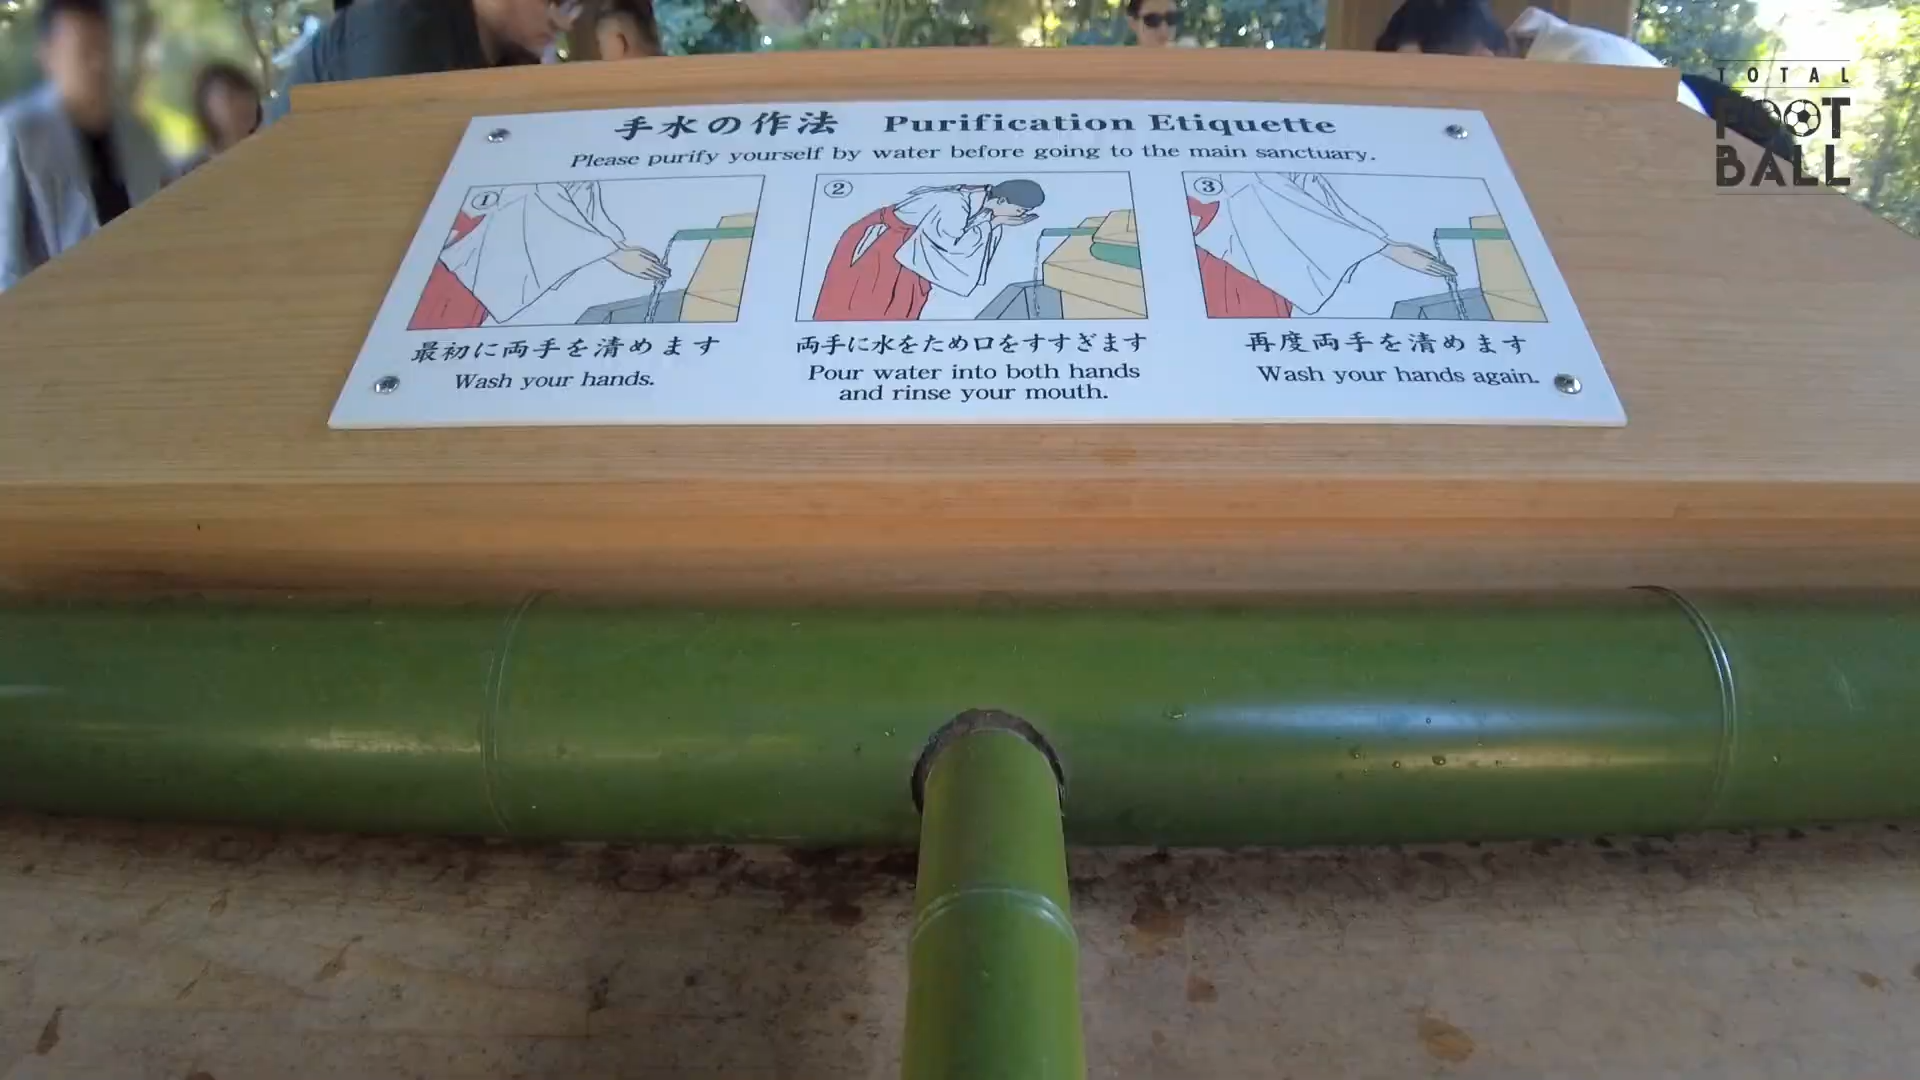 手水の作法 Purification Etiquette
Please purify yourself by water before going to the main sanctuary.
①
②
③
最初に両手を清めます
Wash your hands.
両手に水をため口をすすぎます
Pour water into both hands
and rinse your mouth.
再度両手を清めます
Wash your hands again.
TOTAL
FOOT
BALL